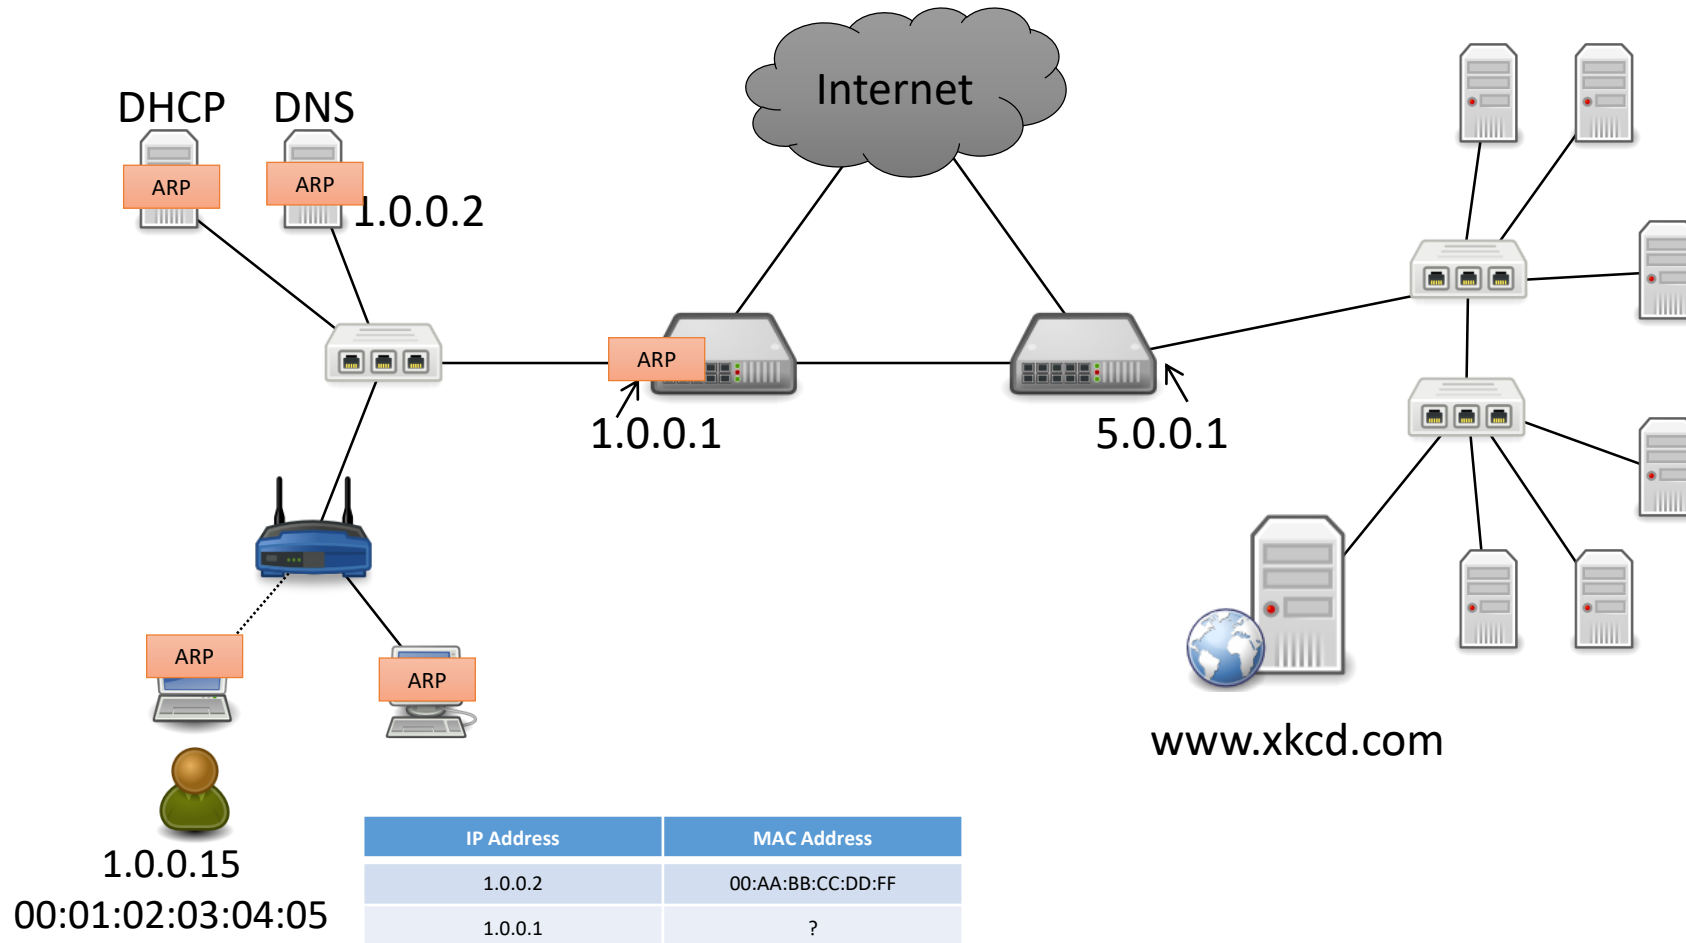 Internet
DHCP
DNS
ARP
ARP
1.0.0.2
ARP
1.0.0.1
5.0.0.1
ARP
ARP
www.xkcd.com
1.0.0.15
00:01:02:03:04:05
IP Address
MAC Address
1.0.0.2
00:AA:BB:CC:DD:FF
1.0.0.1
?